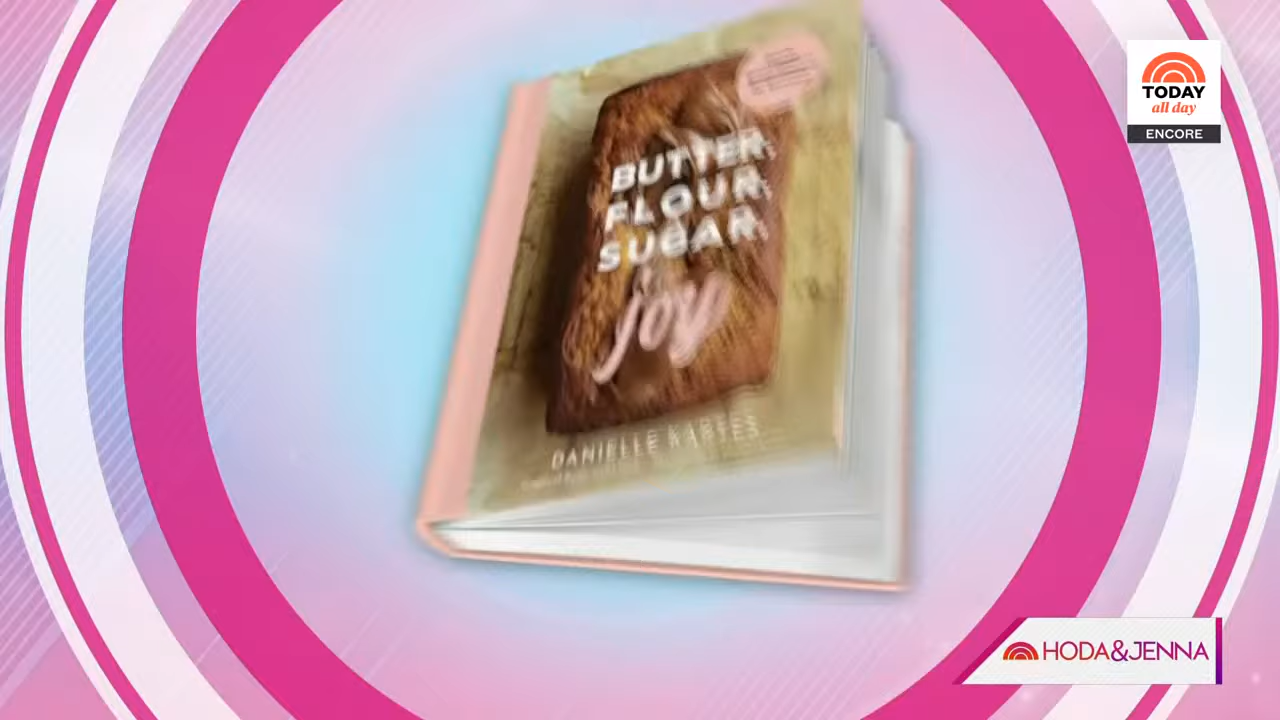 TODAY
all day
ENCORE
BUTTER,
FLOUR,
SUGAR,
joy
DANIELLE KARTES
HODA&JENNA